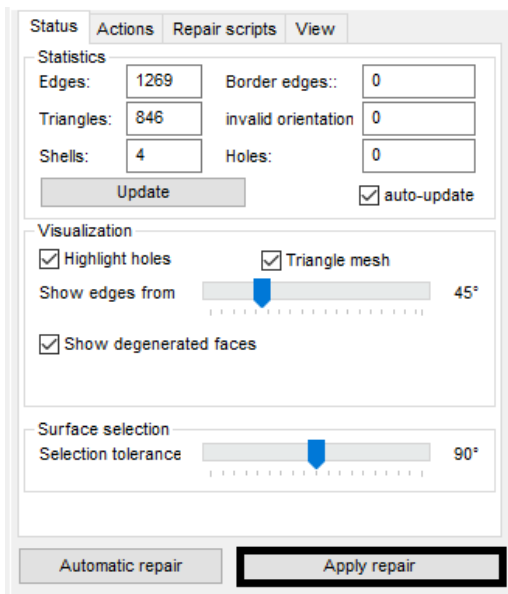 Status Actions Repair scripts View
Statistics
Edges: 1269 Border edges:: 0
Triangles: 846 invalid orientation 0
Shells: 4 Holes: 0
Update auto-update
Visualization
Highlight holes Triangle mesh
Show edges from 45°
Show degenerated faces
Surface selection
Selection tolerance 90°
Automatic repair Apply repair